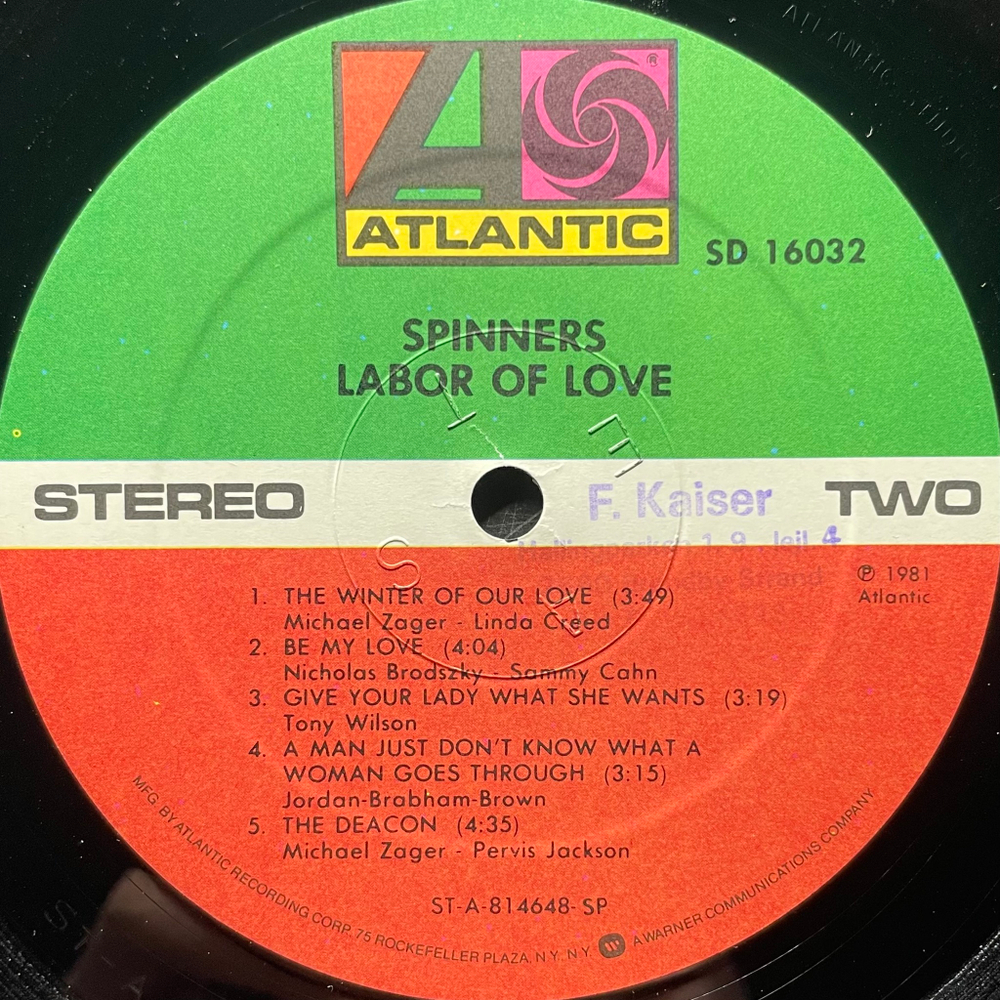 ATLANTIC
®
SD 16032
SPINNERS
LABOR OF LOVE
STEREO
F. Kaiser
TWO
℗ 1981
Atlantic
1. THE WINTER OF OUR LOVE (3:49)
Michael Zager - Linda Creed
2. BE MY LOVE (4:04)
Nicholas Brodszky - Sammy Cahn
3. GIVE YOUR LADY WHAT SHE WANTS (3:19)
Tony Wilson
4. A MAN JUST DON'T KNOW WHAT A
WOMAN GOES THROUGH (3:15)
Jordan-Brabham-Brown
5. THE DEACON (4:35)
Michael Zager - Pervis Jackson
ST-A-814648-SP
MFG. BY ATLANTIC RECORDING CORP. 75 ROCKEFELLER PLAZA, N.Y., N.Y. A WARNER COMMUNICATIONS COMPANY